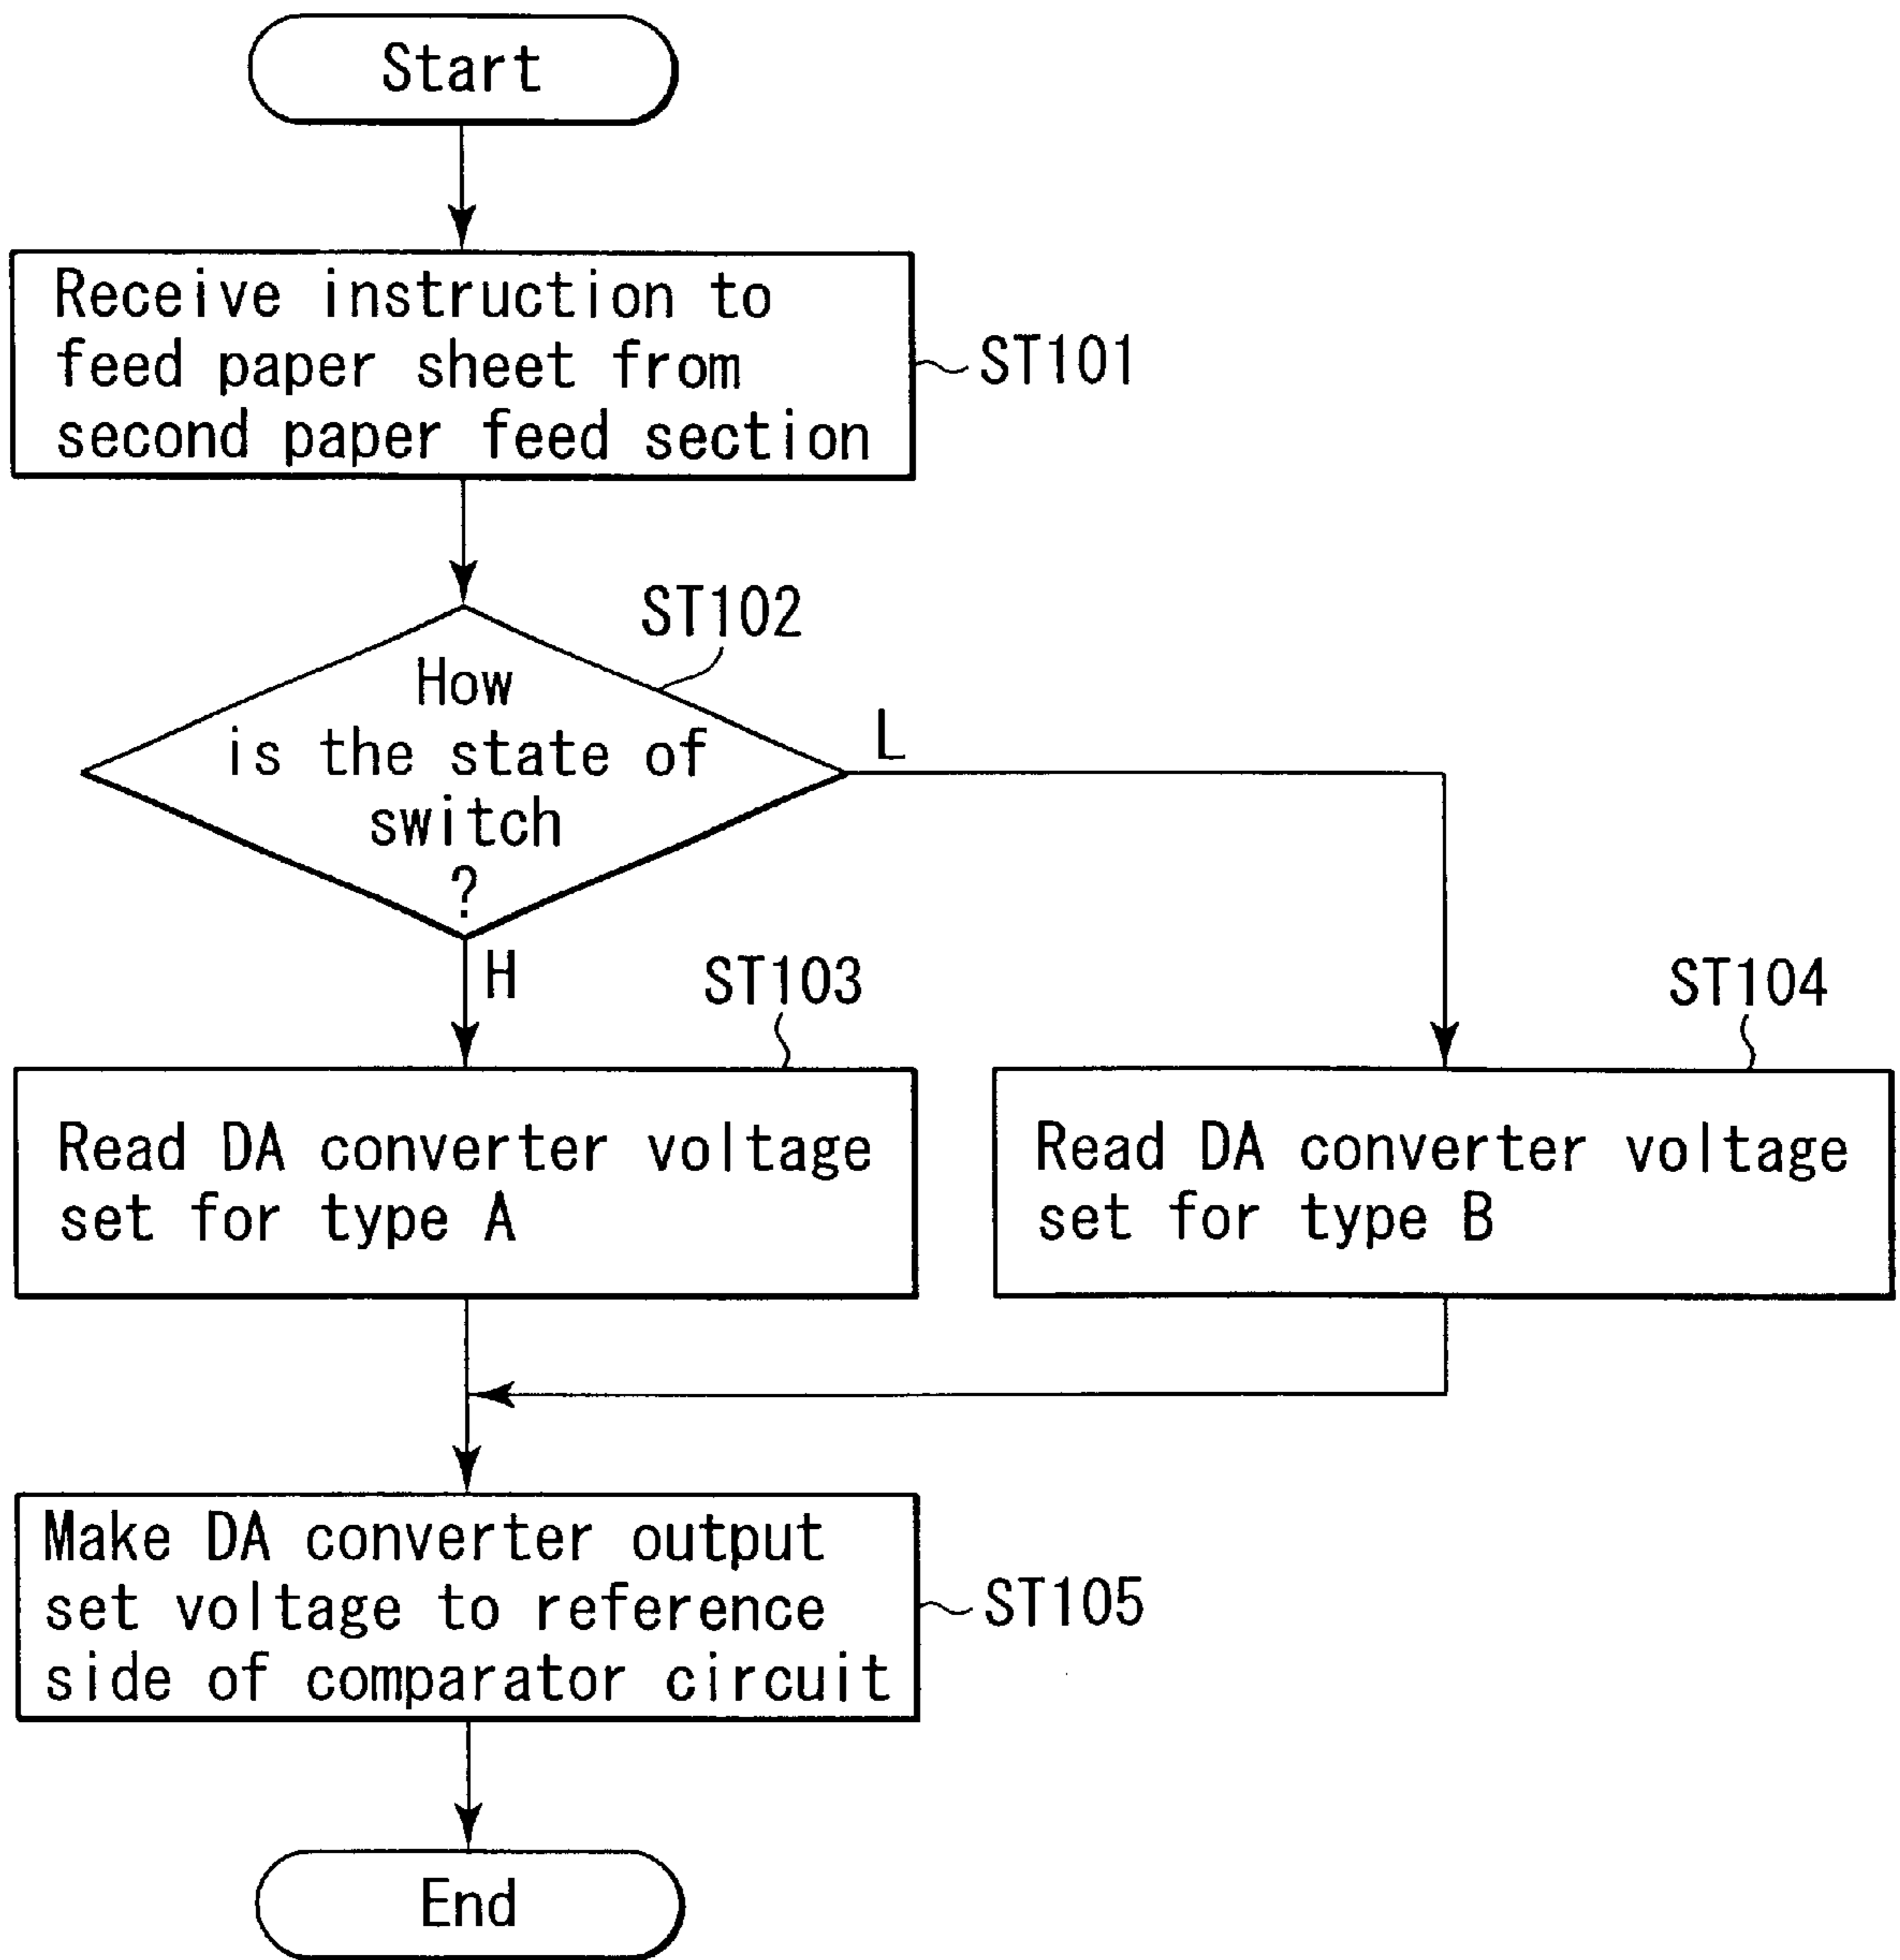 Start
Receive instruction to
feed paper sheet from
second paper feed section
ST101
ST102
How
is the state of
switch
?
L
H
ST103
ST104
Read DA converter voltage
set for type A
Read DA converter voltage
set for type B
Make DA converter output
set voltage to reference
side of comparator circuit
ST105
End